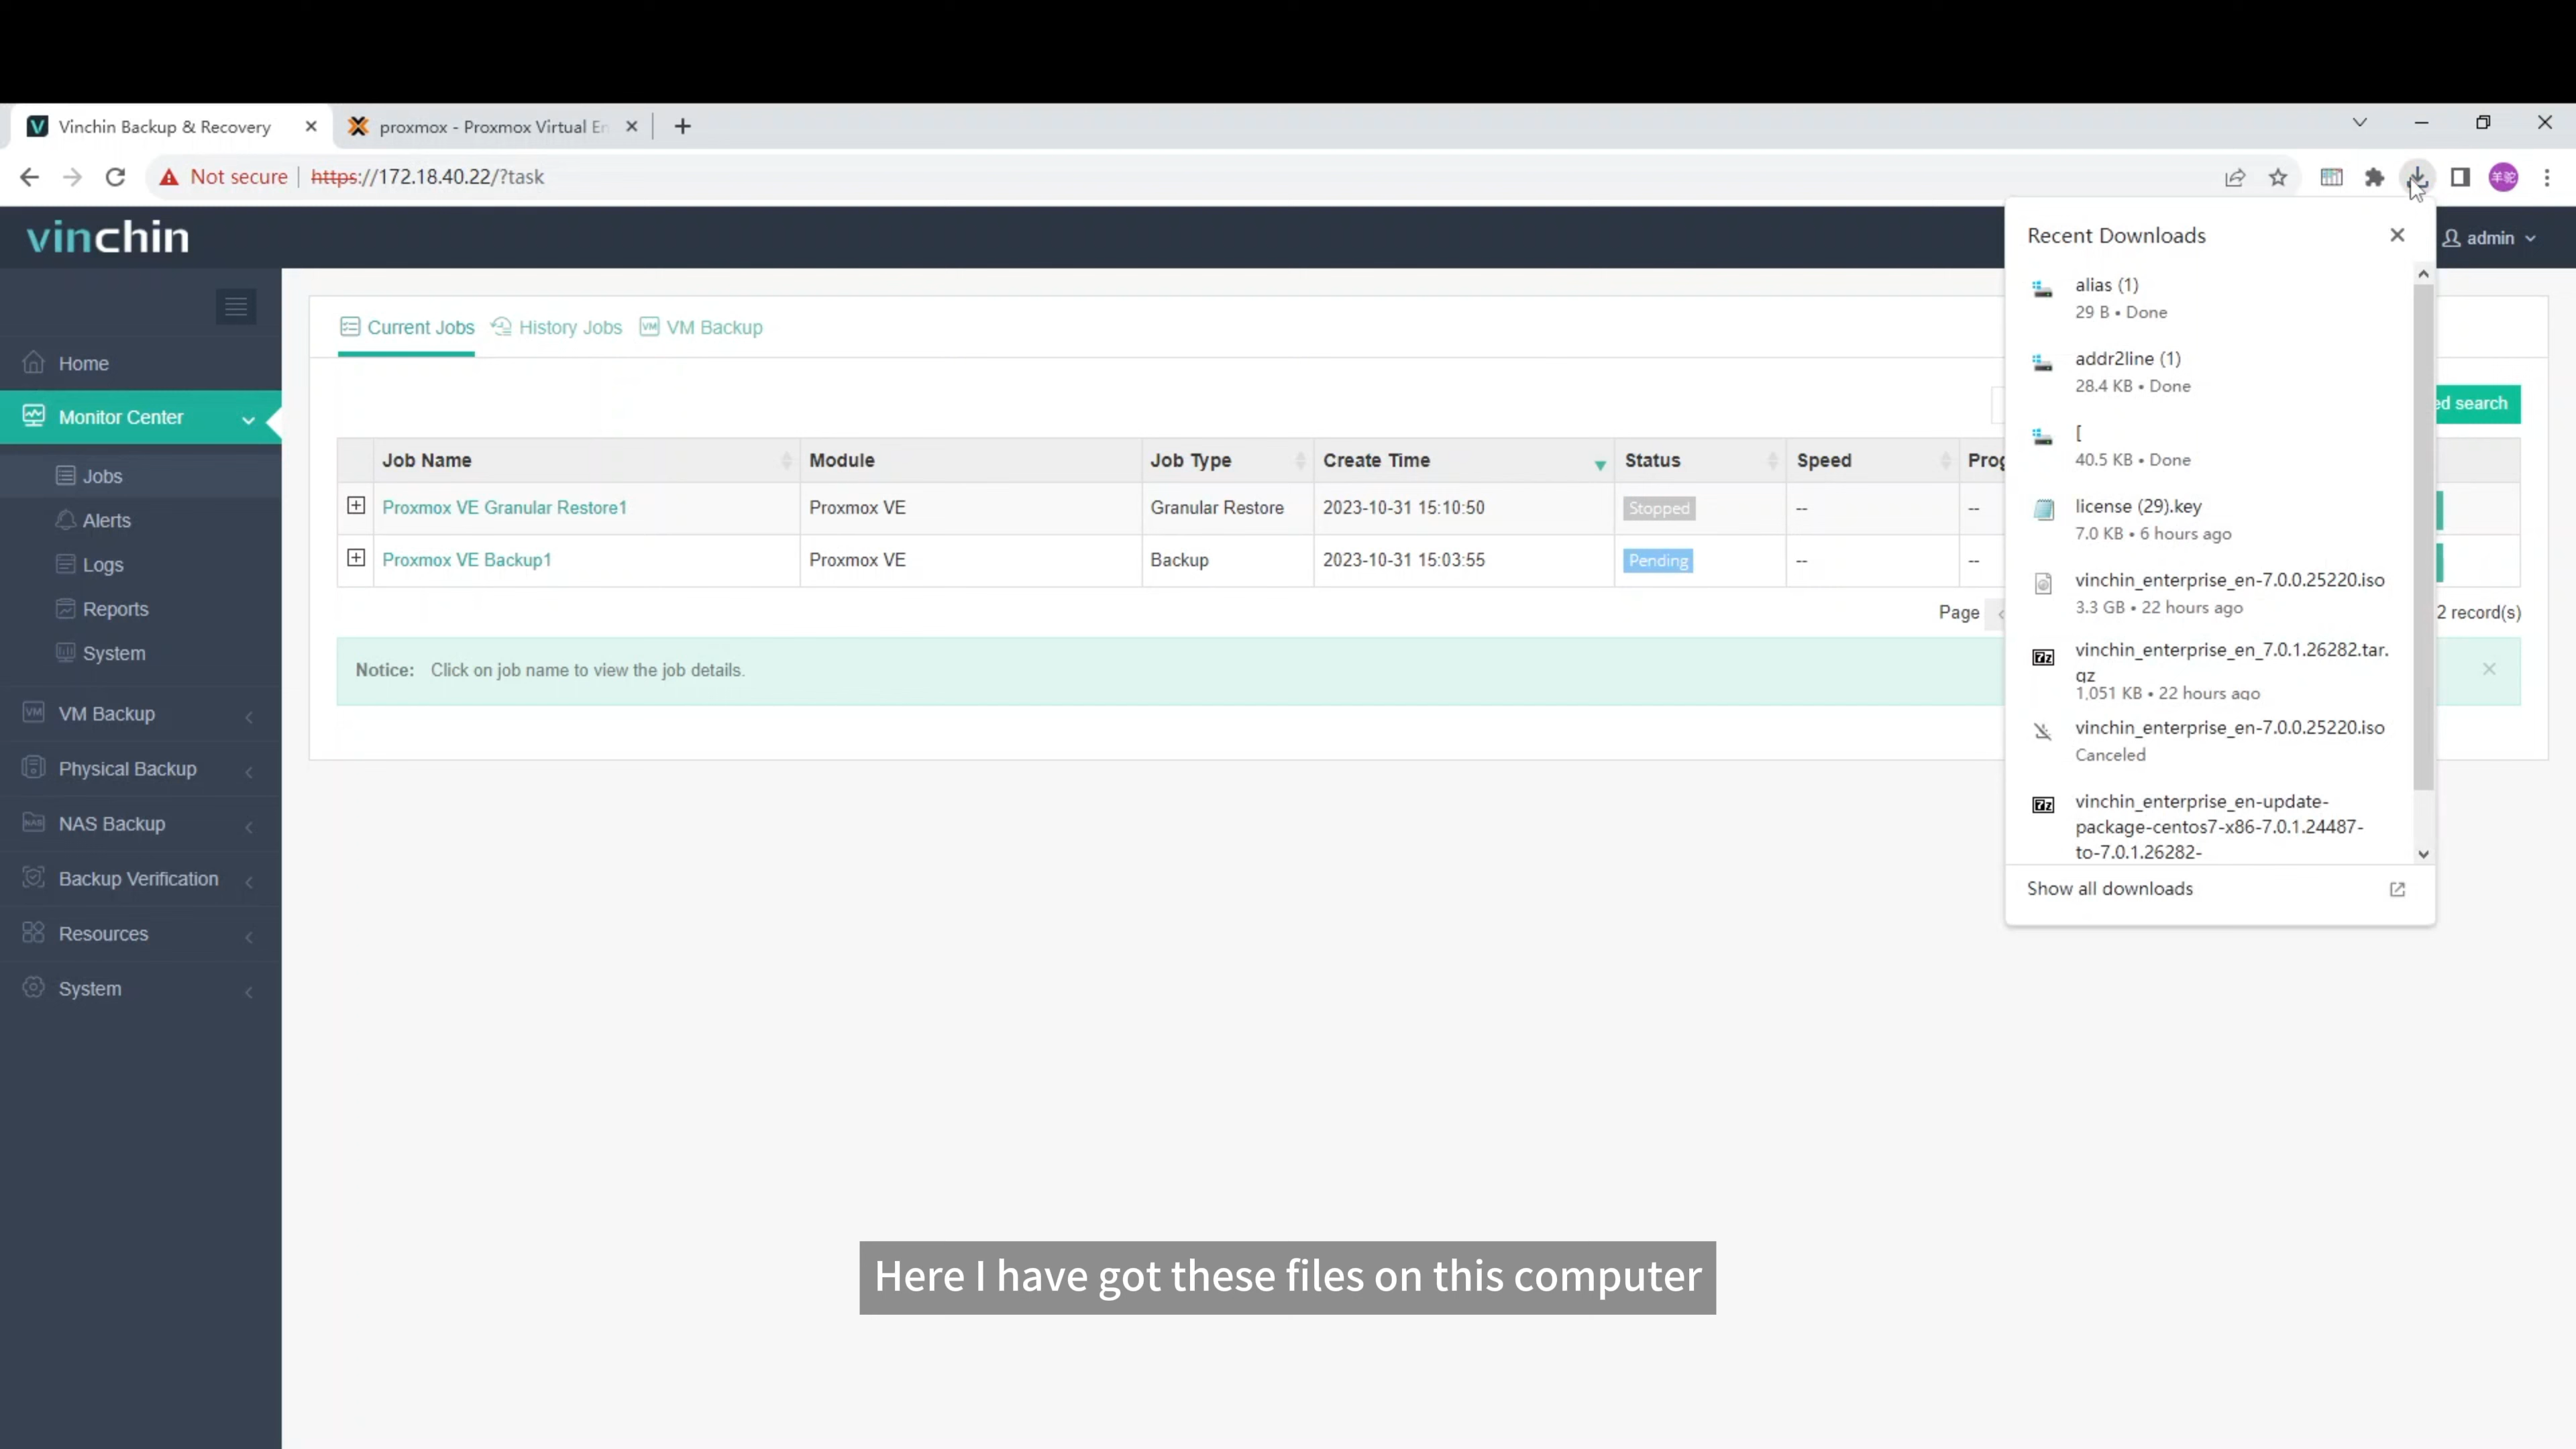 Vinchin Backup & Recovery
proxmox - Proxmox Virtual En
Not secure
https://172.18.40.22/?task
羊驼
vinchin
admin
Home
Monitor Center
Jobs
Alerts
Logs
Reports
System
VM Backup
Physical Backup
NAS Backup
Backup Verification
Resources
System
Current Jobs
History Jobs
VM Backup
ed search
Job Name Module Job Type Create Time Status Speed Prog
Proxmox VE Granular Restore1 Proxmox VE Granular Restore 2023-10-31 15:10:50 Stopped -- --
Proxmox VE Backup1 Proxmox VE Backup 2023-10-31 15:03:55 Pending -- --
Page
2 record(s)
Notice: Click on job name to view the job details.
Recent Downloads
alias (1)
29 B • Done
addr2line (1)
28.4 KB • Done
[
40.5 KB • Done
license (29).key
7.0 KB • 6 hours ago
vinchin_enterprise_en-7.0.0.25220.iso
3.3 GB • 22 hours ago
vinchin_enterprise_en_7.0.1.26282.tar.
gz
1,051 KB • 22 hours ago
vinchin_enterprise_en-7.0.0.25220.iso
Canceled
vinchin_enterprise_en-update-
package-centos7-x86-7.0.1.24487-
to-7.0.1.26282-
Show all downloads
Here I have got these files on this computer